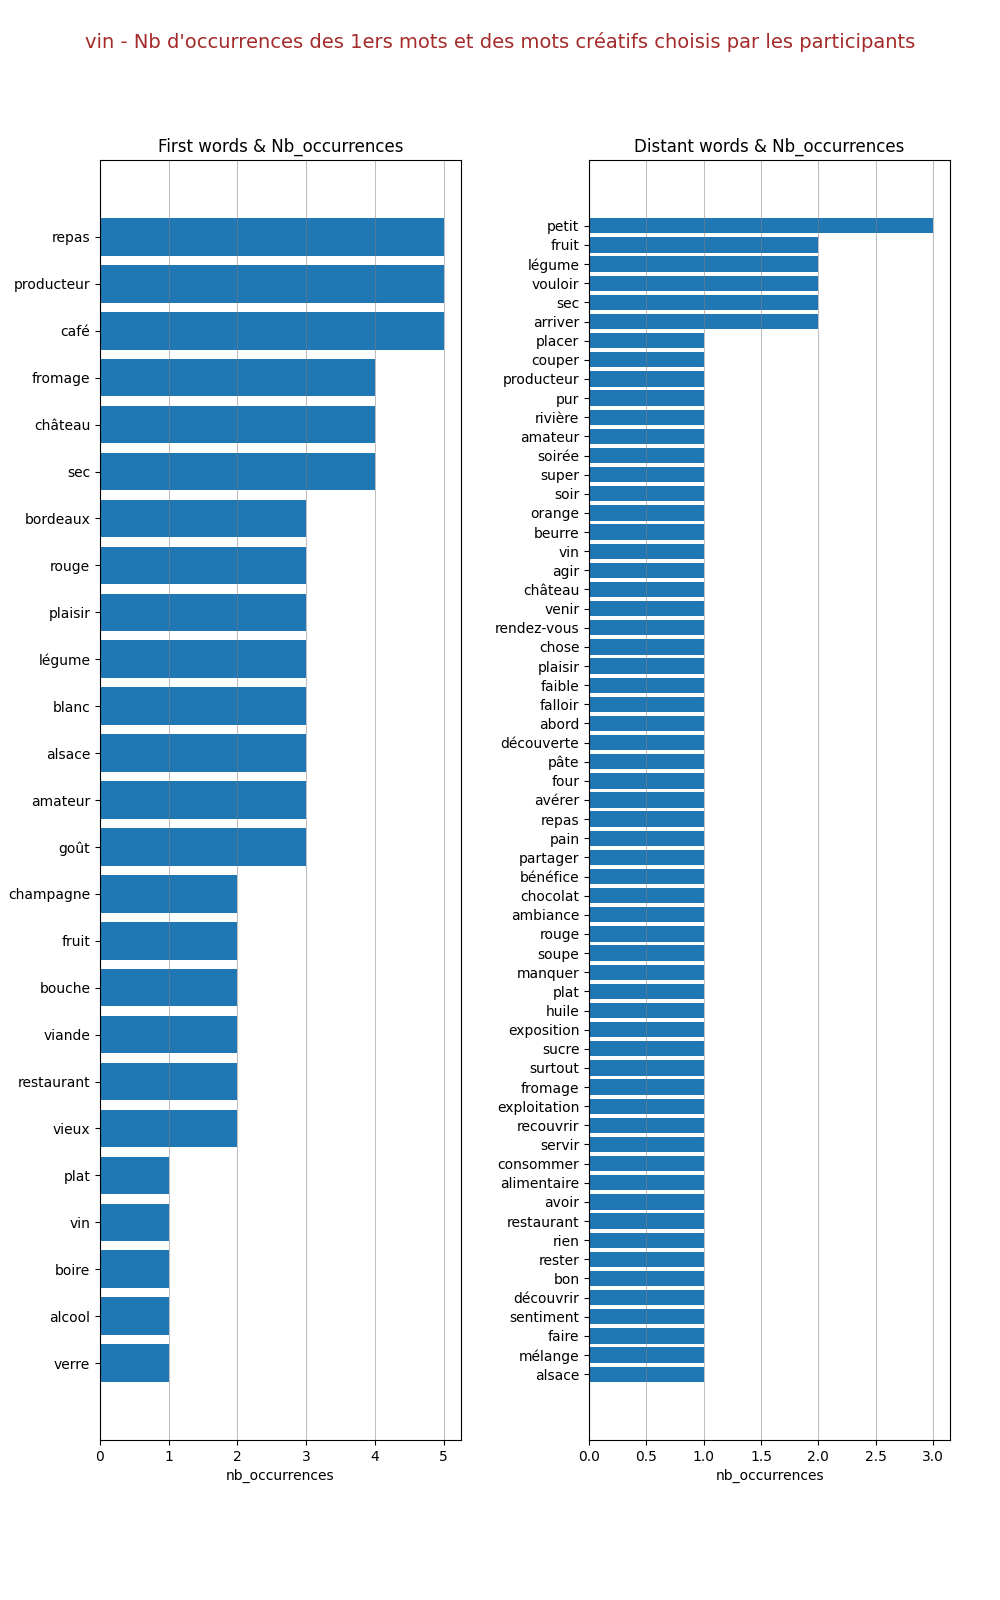 vin - Nb d'occurrences des 1ers mots et des mots créatifs choisis par les participants
First words & Nb_occurrences
repas
producteur
café
fromage
château
sec
bordeaux
rouge
plaisir
légume
blanc
alsace
amateur
goût
champagne
fruit
bouche
viande
restaurant
vieux
plat
vin
boire
alcool
verre
0 1 2 3 4 5
nb_occurrences
Distant words & Nb_occurrences
petit
fruit
légume
vouloir
sec
arriver
placer
couper
producteur
pur
rivière
amateur
soirée
super
soir
orange
beurre
vin
agir
château
venir
rendez-vous
chose
plaisir
faible
falloir
abord
découverte
pâte
four
avérer
repas
pain
partager
bénéfice
chocolat
ambiance
rouge
soupe
manquer
plat
huile
exposition
sucre
surtout
fromage
exploitation
recouvrir
servir
consommer
alimentaire
avoir
restaurant
rien
rester
bon
découvrir
sentiment
faire
mélange
alsace
0.0 0.5 1.0 1.5 2.0 2.5 3.0
nb_occurrences